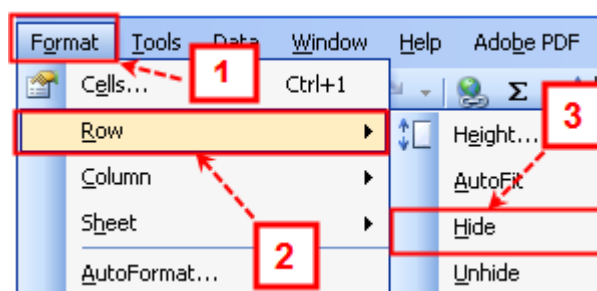 Format Tools Data Window Help Adobe PDF
1
Cells... Ctrl+1
Σ
3
Row
Height...
Column
AutoFit
Sheet
2
Hide
AutoFormat...
Unhide